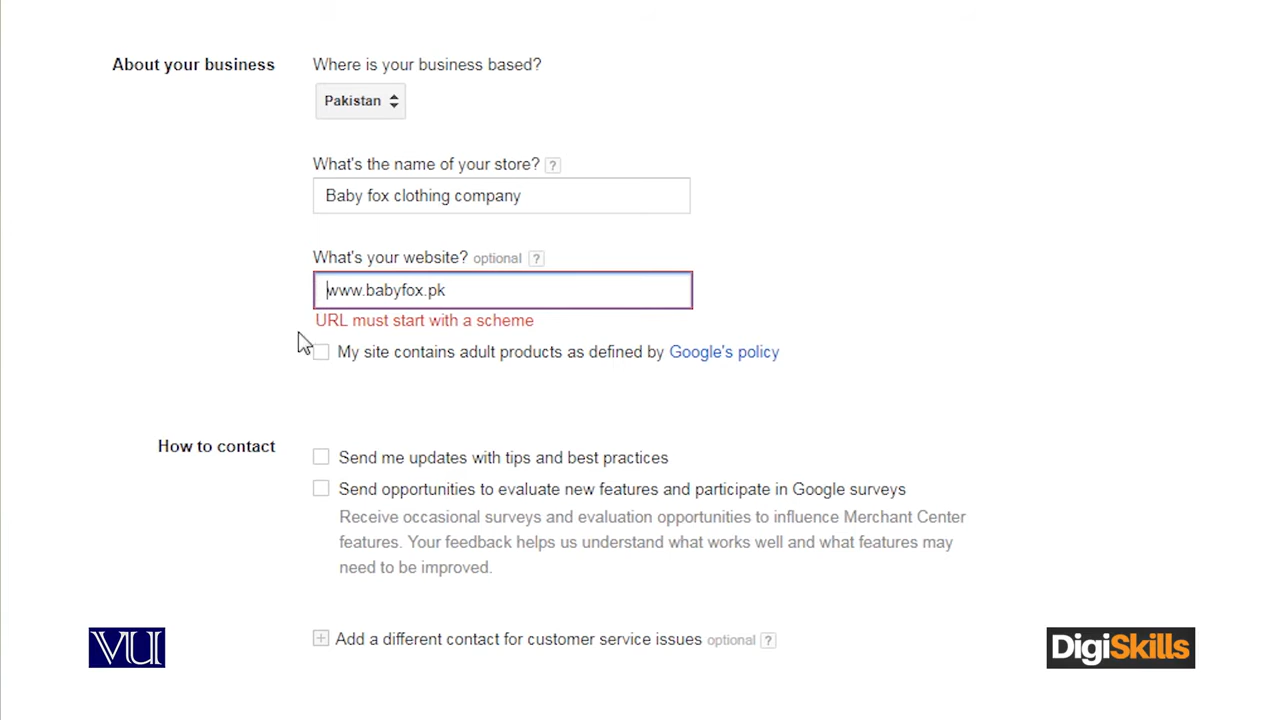 About your business
Where is your business based?
Pakistan
What's the name of your store? ?
Baby fox clothing company
What's your website? optional ?
www.babyfox.pk
URL must start with a scheme
My site contains adult products as defined by Google's policy
How to contact
Send me updates with tips and best practices
Send opportunities to evaluate new features and participate in Google surveys
Receive occasional surveys and evaluation opportunities to influence Merchant Center
features. Your feedback helps us understand what works well and what features may
need to be improved.
Add a different contact for customer service issues optional ?
VU
DigiSkills